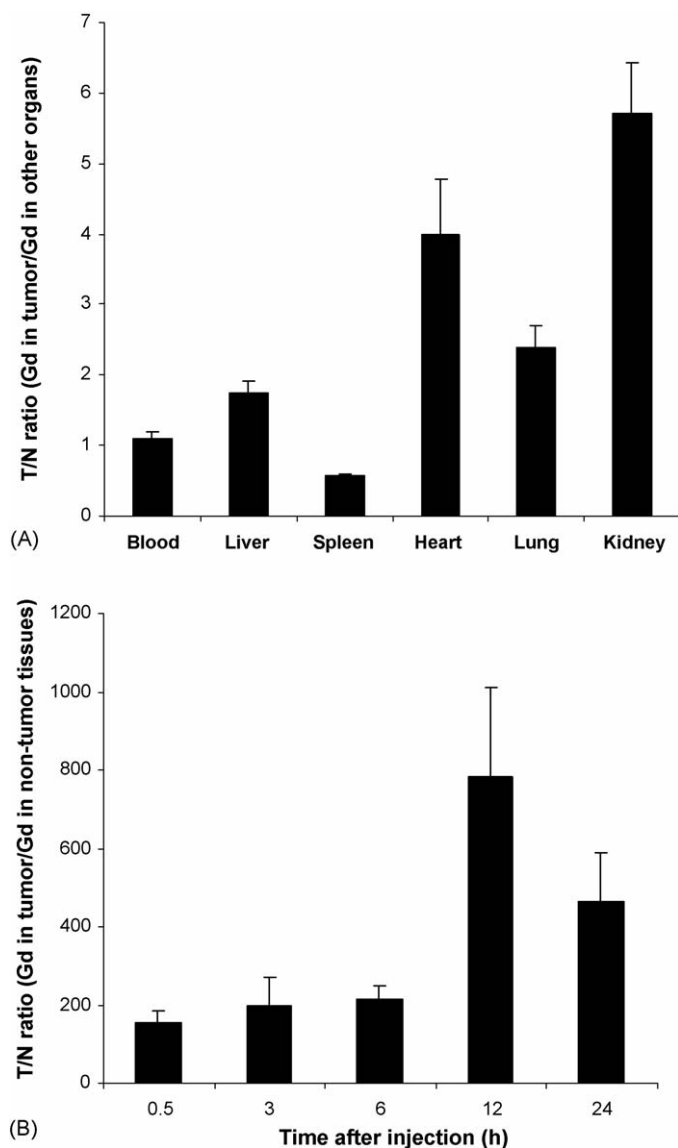 7
6
5
4
3
2
1
0
T/N ratio (Gd in tumor/Gd in other organs)
Blood Liver Spleen Heart Lung Kidney
(A)
1200
1000
800
600
400
200
0
T/N ratio (Gd in tumor/Gd in non-tumor tissues)
0.5 3 6 12 24
Time after injection (h)
(B)